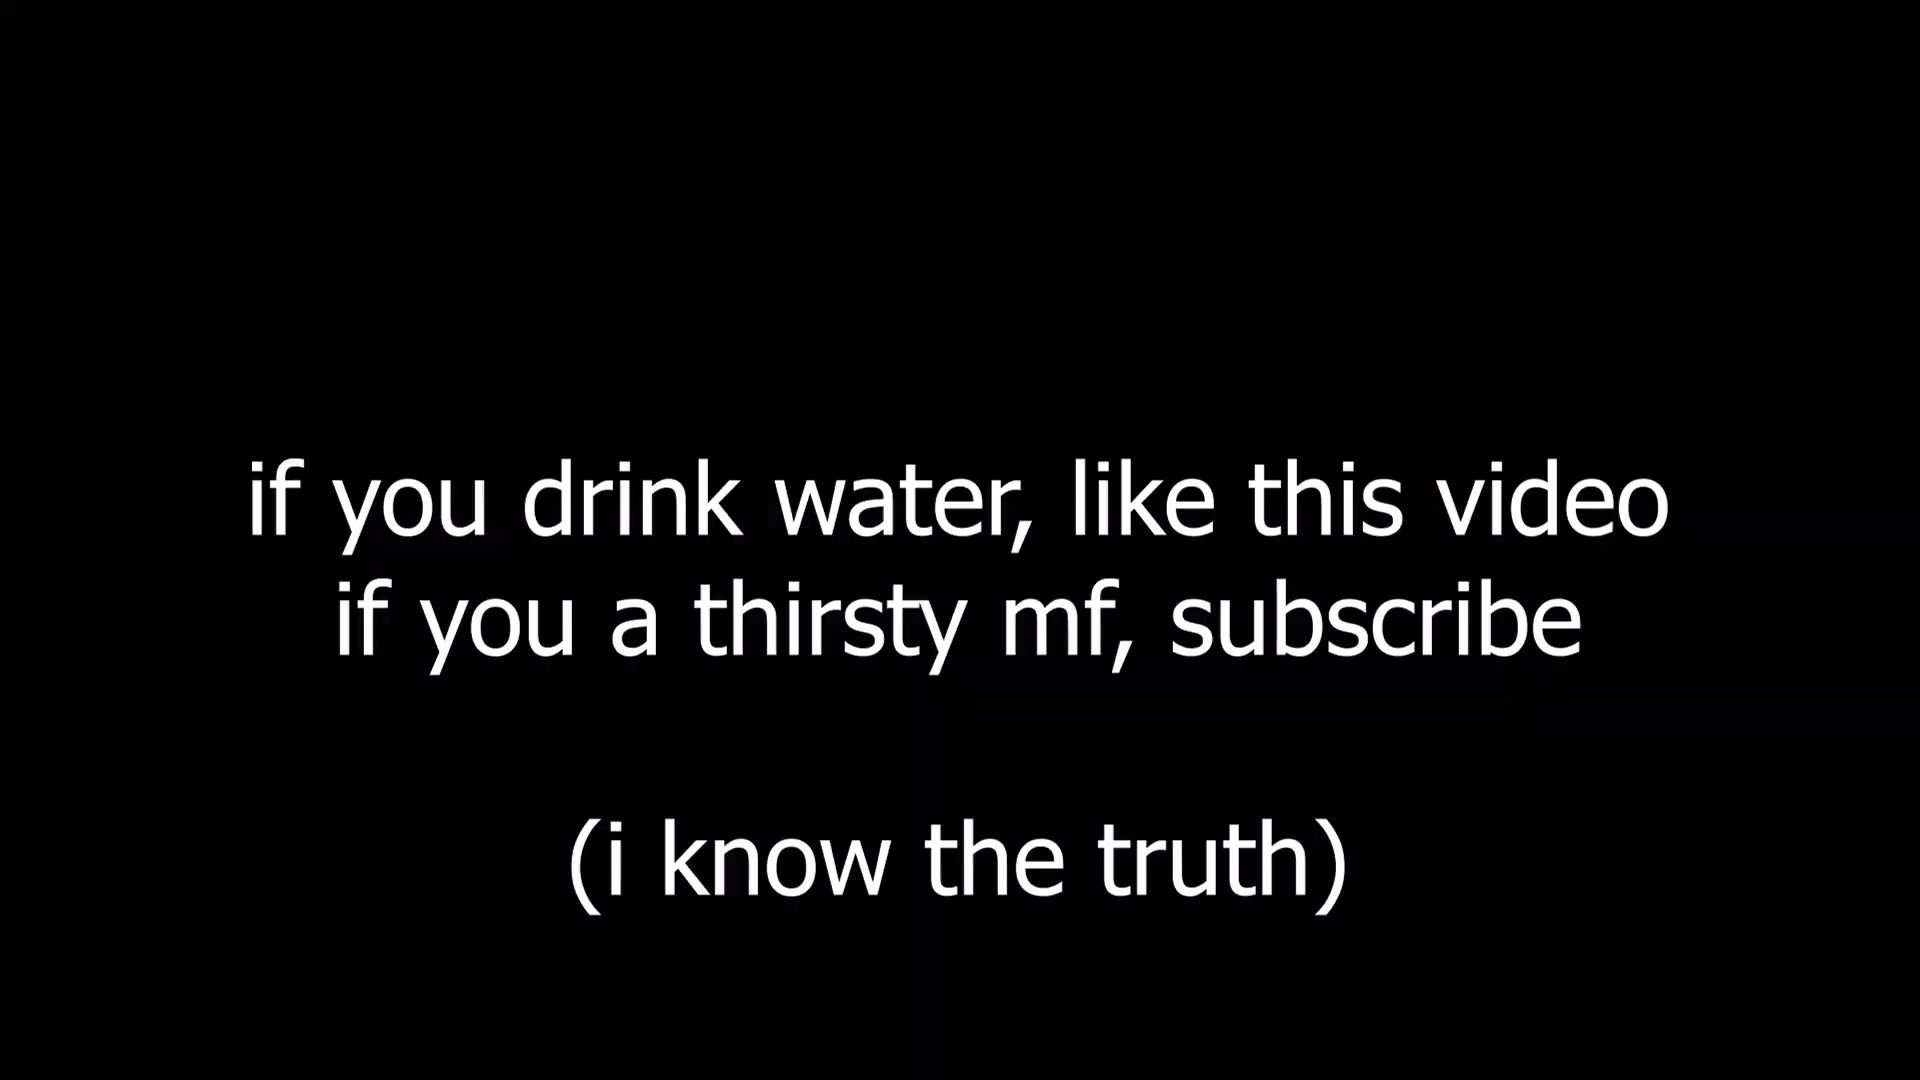 if you drink water, like this video
if you a thirsty mf, subscribe
(i know the truth)